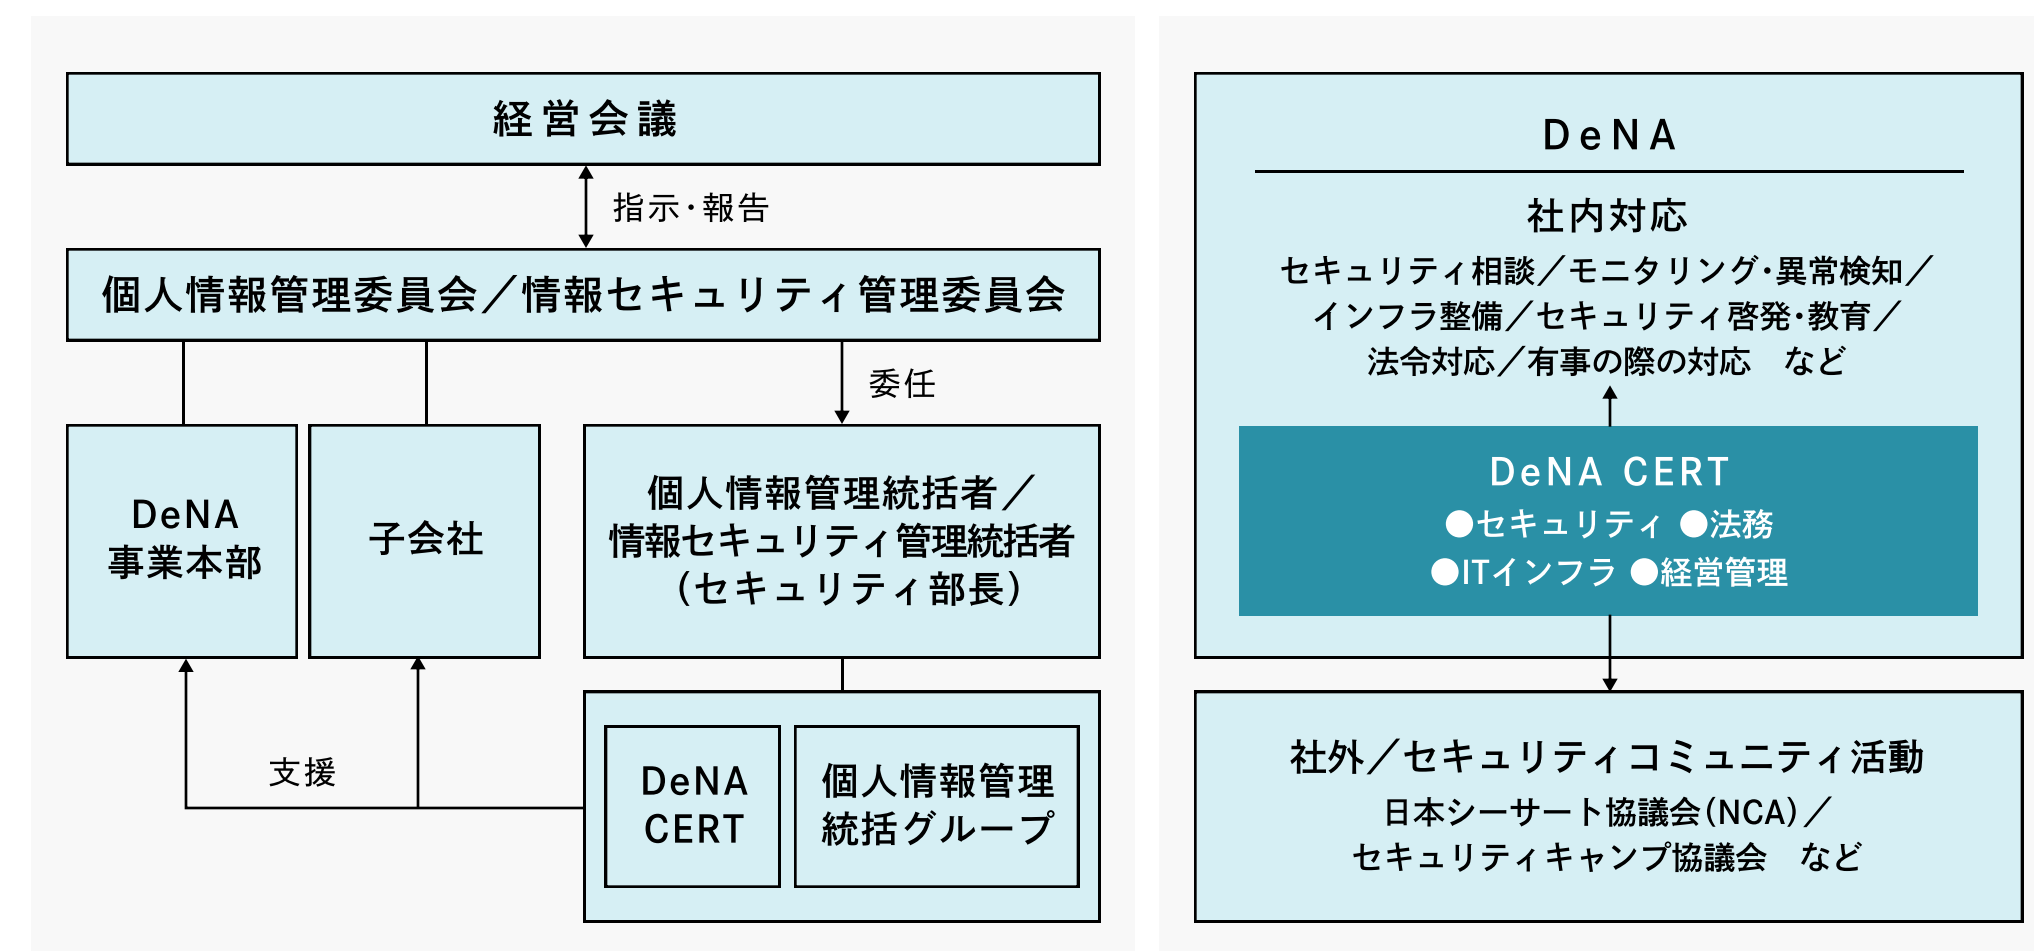 経営会議
指示・報告
個人情報管理委員会／情報セキュリティ管理委員会
委任
DeNA
事業本部
子会社
個人情報管理統括者／
情報セキュリティ管理統括者
（セキュリティ部長）
支援
DeNA
CERT
個人情報管理
統括グループ
DeNA
社内対応
セキュリティ相談／モニタリング・異常検知／
インフラ整備／セキュリティ啓発・教育／
法令対応／有事の際の対応　など
DeNA CERT
●セキュリティ ●法務
●ITインフラ ●経営管理
社外／セキュリティコミュニティ活動
日本シーサート協議会（NCA）／
セキュリティキャンプ協議会　など